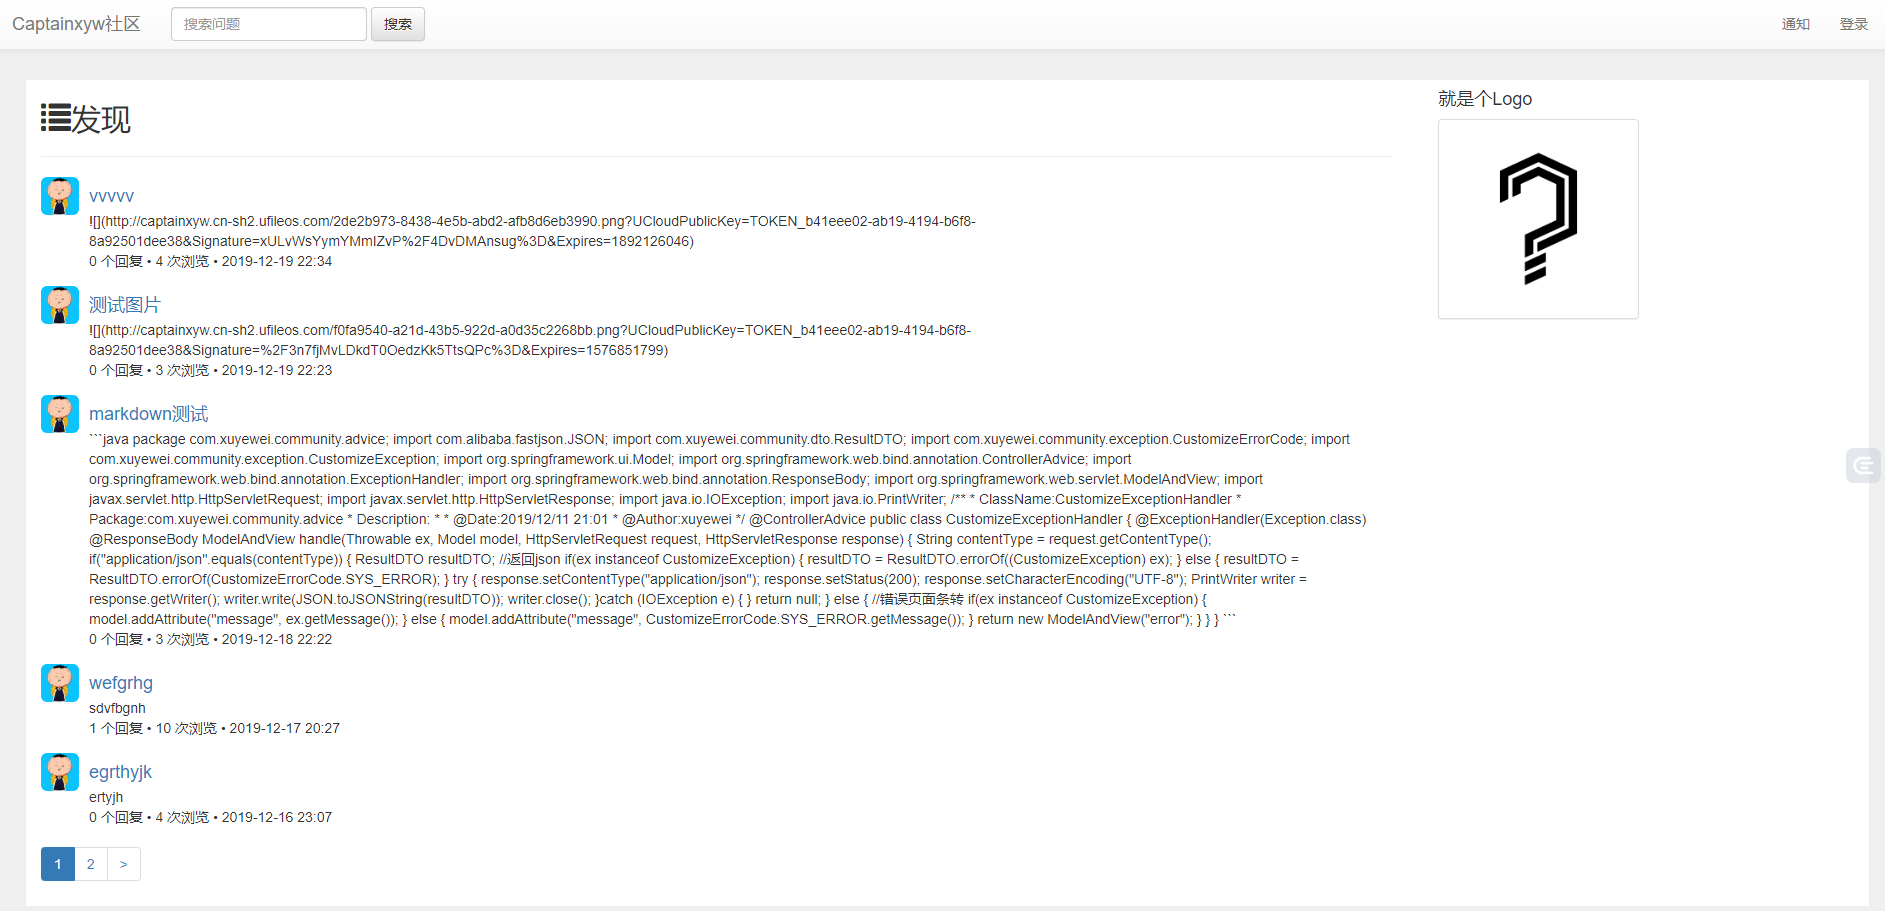 Captainxyw社区 搜索问题 搜索 通知 登录
发现
就是个Logo
vvvvv
![](http://captainxyw.cn-sh2.ufileos.com/2de2b973-8438-4e5b-abd2-afb8d6eb3990.png?UCloudPublicKey=TOKEN_b41eee02-ab19-4194-b6f8-
8a92501dee38&Signature=xULvWsYymYMmIZvP%2F4DvDMAnsug%3D&Expires=1892126046)
0 个回复 • 4 次浏览 • 2019-12-19 22:34
测试图片
![](http://captainxyw.cn-sh2.ufileos.com/f0fa9540-a21d-43b5-922d-a0d35c2268bb.png?UCloudPublicKey=TOKEN_b41eee02-ab19-4194-b6f8-
8a92501dee38&Signature=%2F3n7fjMvLDkdT0OedzKk5TtsQPc%3D&Expires=1576851799)
0 个回复 • 3 次浏览 • 2019-12-19 22:23
markdown测试
```java package com.xuyewei.community.advice; import com.alibaba.fastjson.JSON; import com.xuyewei.community.dto.ResultDTO; import com.xuyewei.community.exception.CustomizeErrorCode; import
com.xuyewei.community.exception.CustomizeException; import org.springframework.ui.Model; import org.springframework.web.bind.annotation.ControllerAdvice; import
org.springframework.web.bind.annotation.ExceptionHandler; import org.springframework.web.bind.annotation.ResponseBody; import org.springframework.web.servlet.ModelAndView; import
javax.servlet.http.HttpServletRequest; import javax.servlet.http.HttpServletResponse; import java.io.IOException; import java.io.PrintWriter; /** * ClassName:CustomizeExceptionHandler *
Package:com.xuyewei.community.advice * Description: * * @Date:2019/12/11 21:01 * @Author:xuyewei */ @ControllerAdvice public class CustomizeExceptionHandler { @ExceptionHandler(Exception.class)
@ResponseBody ModelAndView handle(Throwable ex, Model model, HttpServletRequest request, HttpServletResponse response) { String contentType = request.getContentType();
if("application/json".equals(contentType)) { ResultDTO resultDTO; //返回json if(ex instanceof CustomizeException) { resultDTO = ResultDTO.errorOf((CustomizeException) ex); } else { resultDTO =
ResultDTO.errorOf(CustomizeErrorCode.SYS_ERROR); } try { response.setContentType("application/json"); response.setStatus(200); response.setCharacterEncoding("UTF-8"); PrintWriter writer =
response.getWriter(); writer.write(JSON.toJSONString(resultDTO)); writer.close(); }catch (IOException e) { } return null; } else { //错误页面条转 if(ex instanceof CustomizeException) {
model.addAttribute("message", ex.getMessage()); } else { model.addAttribute("message", CustomizeErrorCode.SYS_ERROR.getMessage()); } return new ModelAndView("error"); } } } ```
0 个回复 • 3 次浏览 • 2019-12-18 22:22
wefgrhg
sdvfbgnh
1 个回复 • 10 次浏览 • 2019-12-17 20:27
egrthyjk
ertyjh
0 个回复 • 4 次浏览 • 2019-12-16 23:07
1 2 >